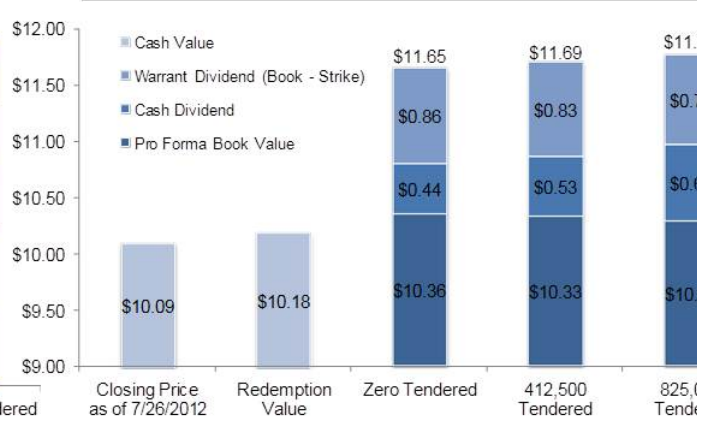 $12.00
$11.50
$11.00
$10.50
$10.00
$9.50
$9.00
Cash Value
Warrant Dividend (Book - Strike)
Cash Dividend
Pro Forma Book Value
$11.65
$11.69
$11.
$0.86
$0.83
$0.44
$0.53
$10.09
$10.18
$10.36
$10.33
$10.
Closing Price
as of 7/26/2012
Redemption
Value
Zero Tendered
412,500
Tendered